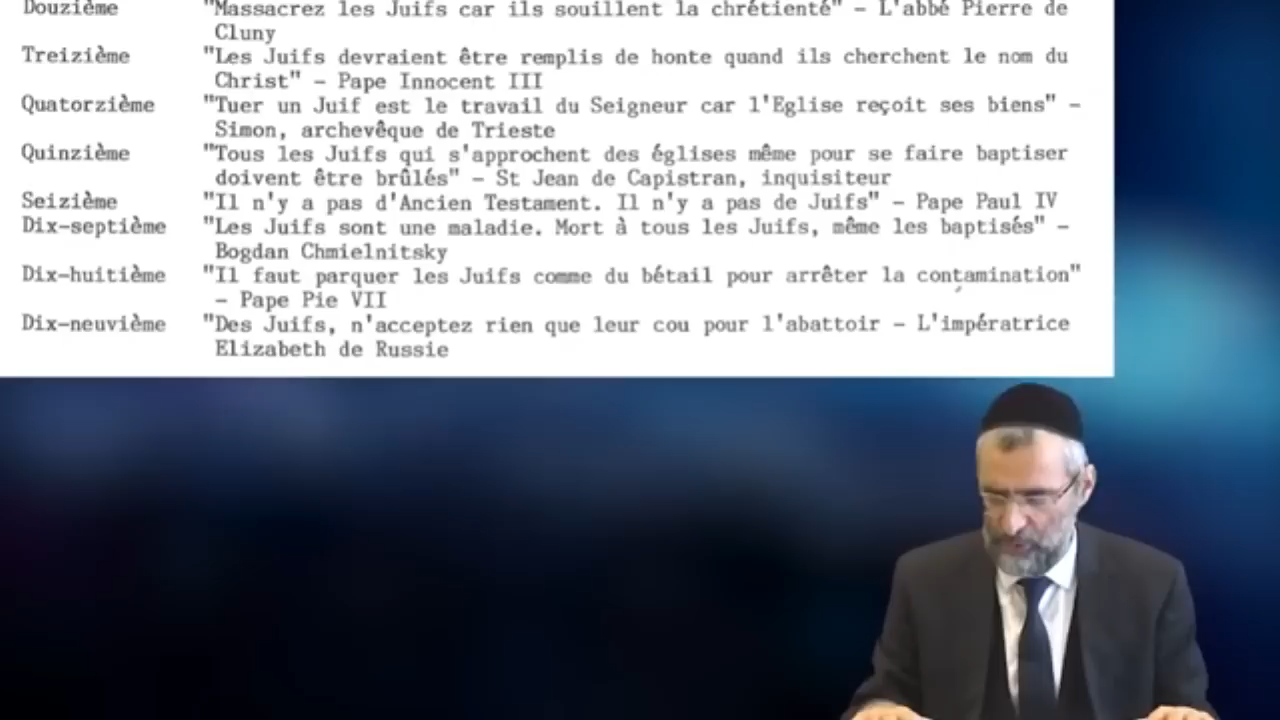 Douzième "Massacrez les Juifs car ils souillent la chrétienté" - L'abbé Pierre de
Cluny
Treizième "Les Juifs devraient être remplis de honte quand ils cherchent le nom du
Christ" - Pape Innocent III
Quatorzième "Tuer un Juif est le travail du Seigneur car l'Eglise reçoit ses biens" -
Simon, archevêque de Trieste
Quinzième "Tous les Juifs qui s'approchent des églises même pour se faire baptiser
doivent être brûlés" - St Jean de Capistran, inquisiteur
Seizième "Il n'y a pas d'Ancien Testament. Il n'y a pas de Juifs" - Pape Paul IV
Dix-septième "Les Juifs sont une maladie. Mort à tous les Juifs, même les baptisés" -
Bogdan Chmielnitsky
Dix-huitième "Il faut parquer les Juifs comme du bétail pour arrêter la contamination"
- Pape Pie VII
Dix-neuvième "Des Juifs, n'acceptez rien que leur cou pour l'abattoir - L'impératrice
Elizabeth de Russie